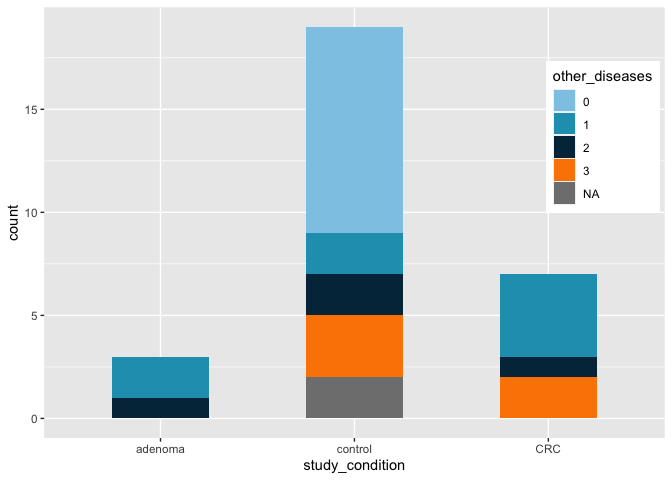 other_diseases
0
1
2
3
NA
15
10
5
0
count
adenoma
control
CRC
study_condition